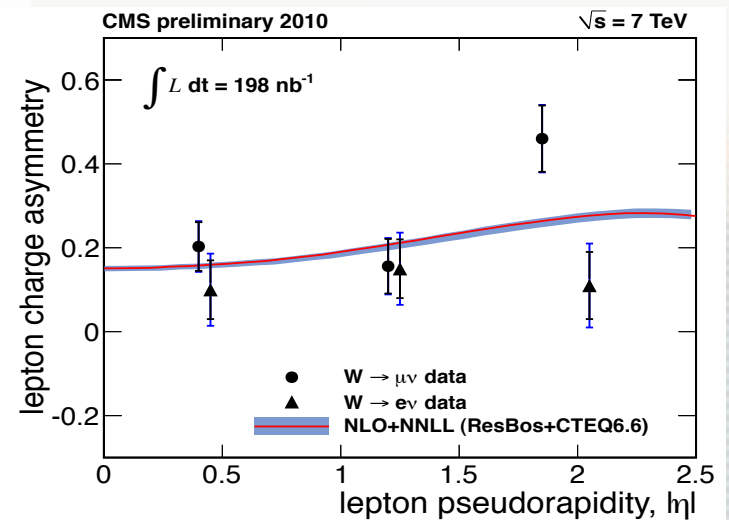 CMS preliminary 2010
√s = 7 TeV
∫ L dt = 198 nb⁻¹
lepton charge asymmetry
0.6
0.4
0.2
0
-0.2
W → μν data
W → eν data
NLO+NNLL (ResBos+CTEQ6.6)
0 0.5 1 1.5 2 2.5
lepton pseudorapidity, |η|